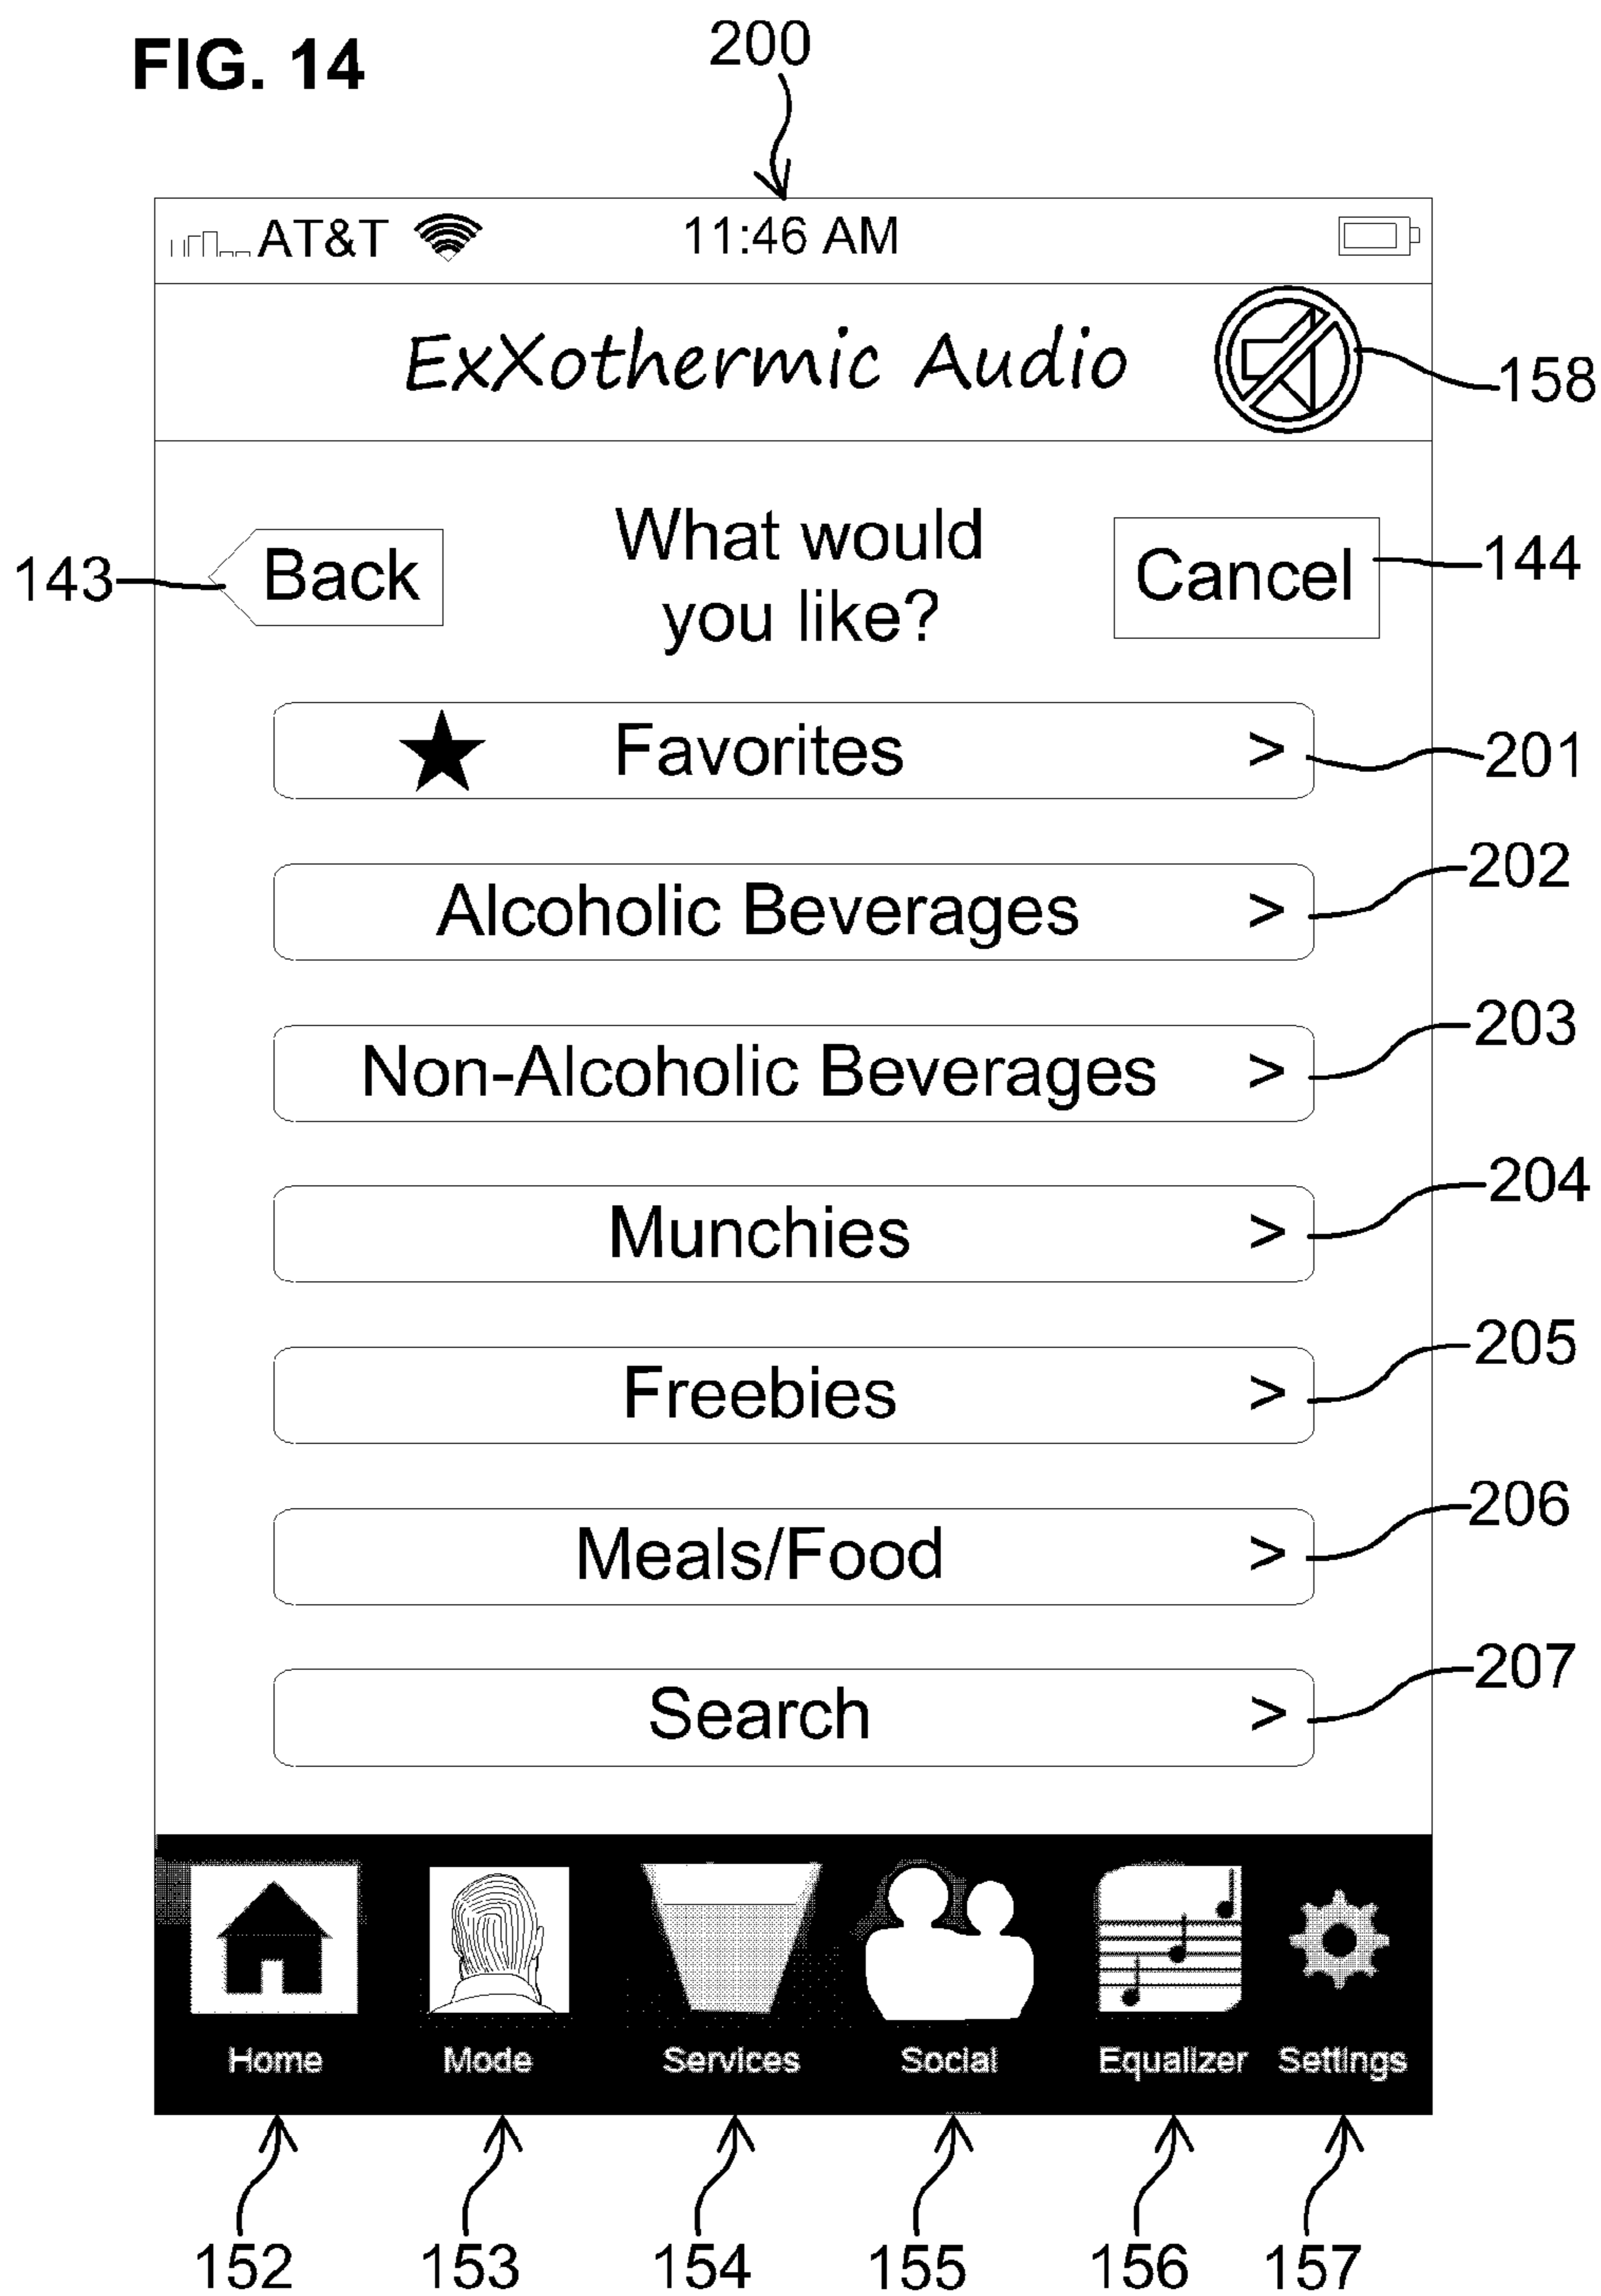 FIG. 14
200
AT&T 11:46 AM
ExXothermic Audio
158
What would
you like?
143
Back
Cancel
144
Favorites >
201
Alcoholic Beverages >
202
Non-Alcoholic Beverages >
203
Munchies >
204
Freebies >
205
Meals/Food >
206
Search >
207
Home Mode Services Social Equalizer Settings
152 153 154 155 156 157